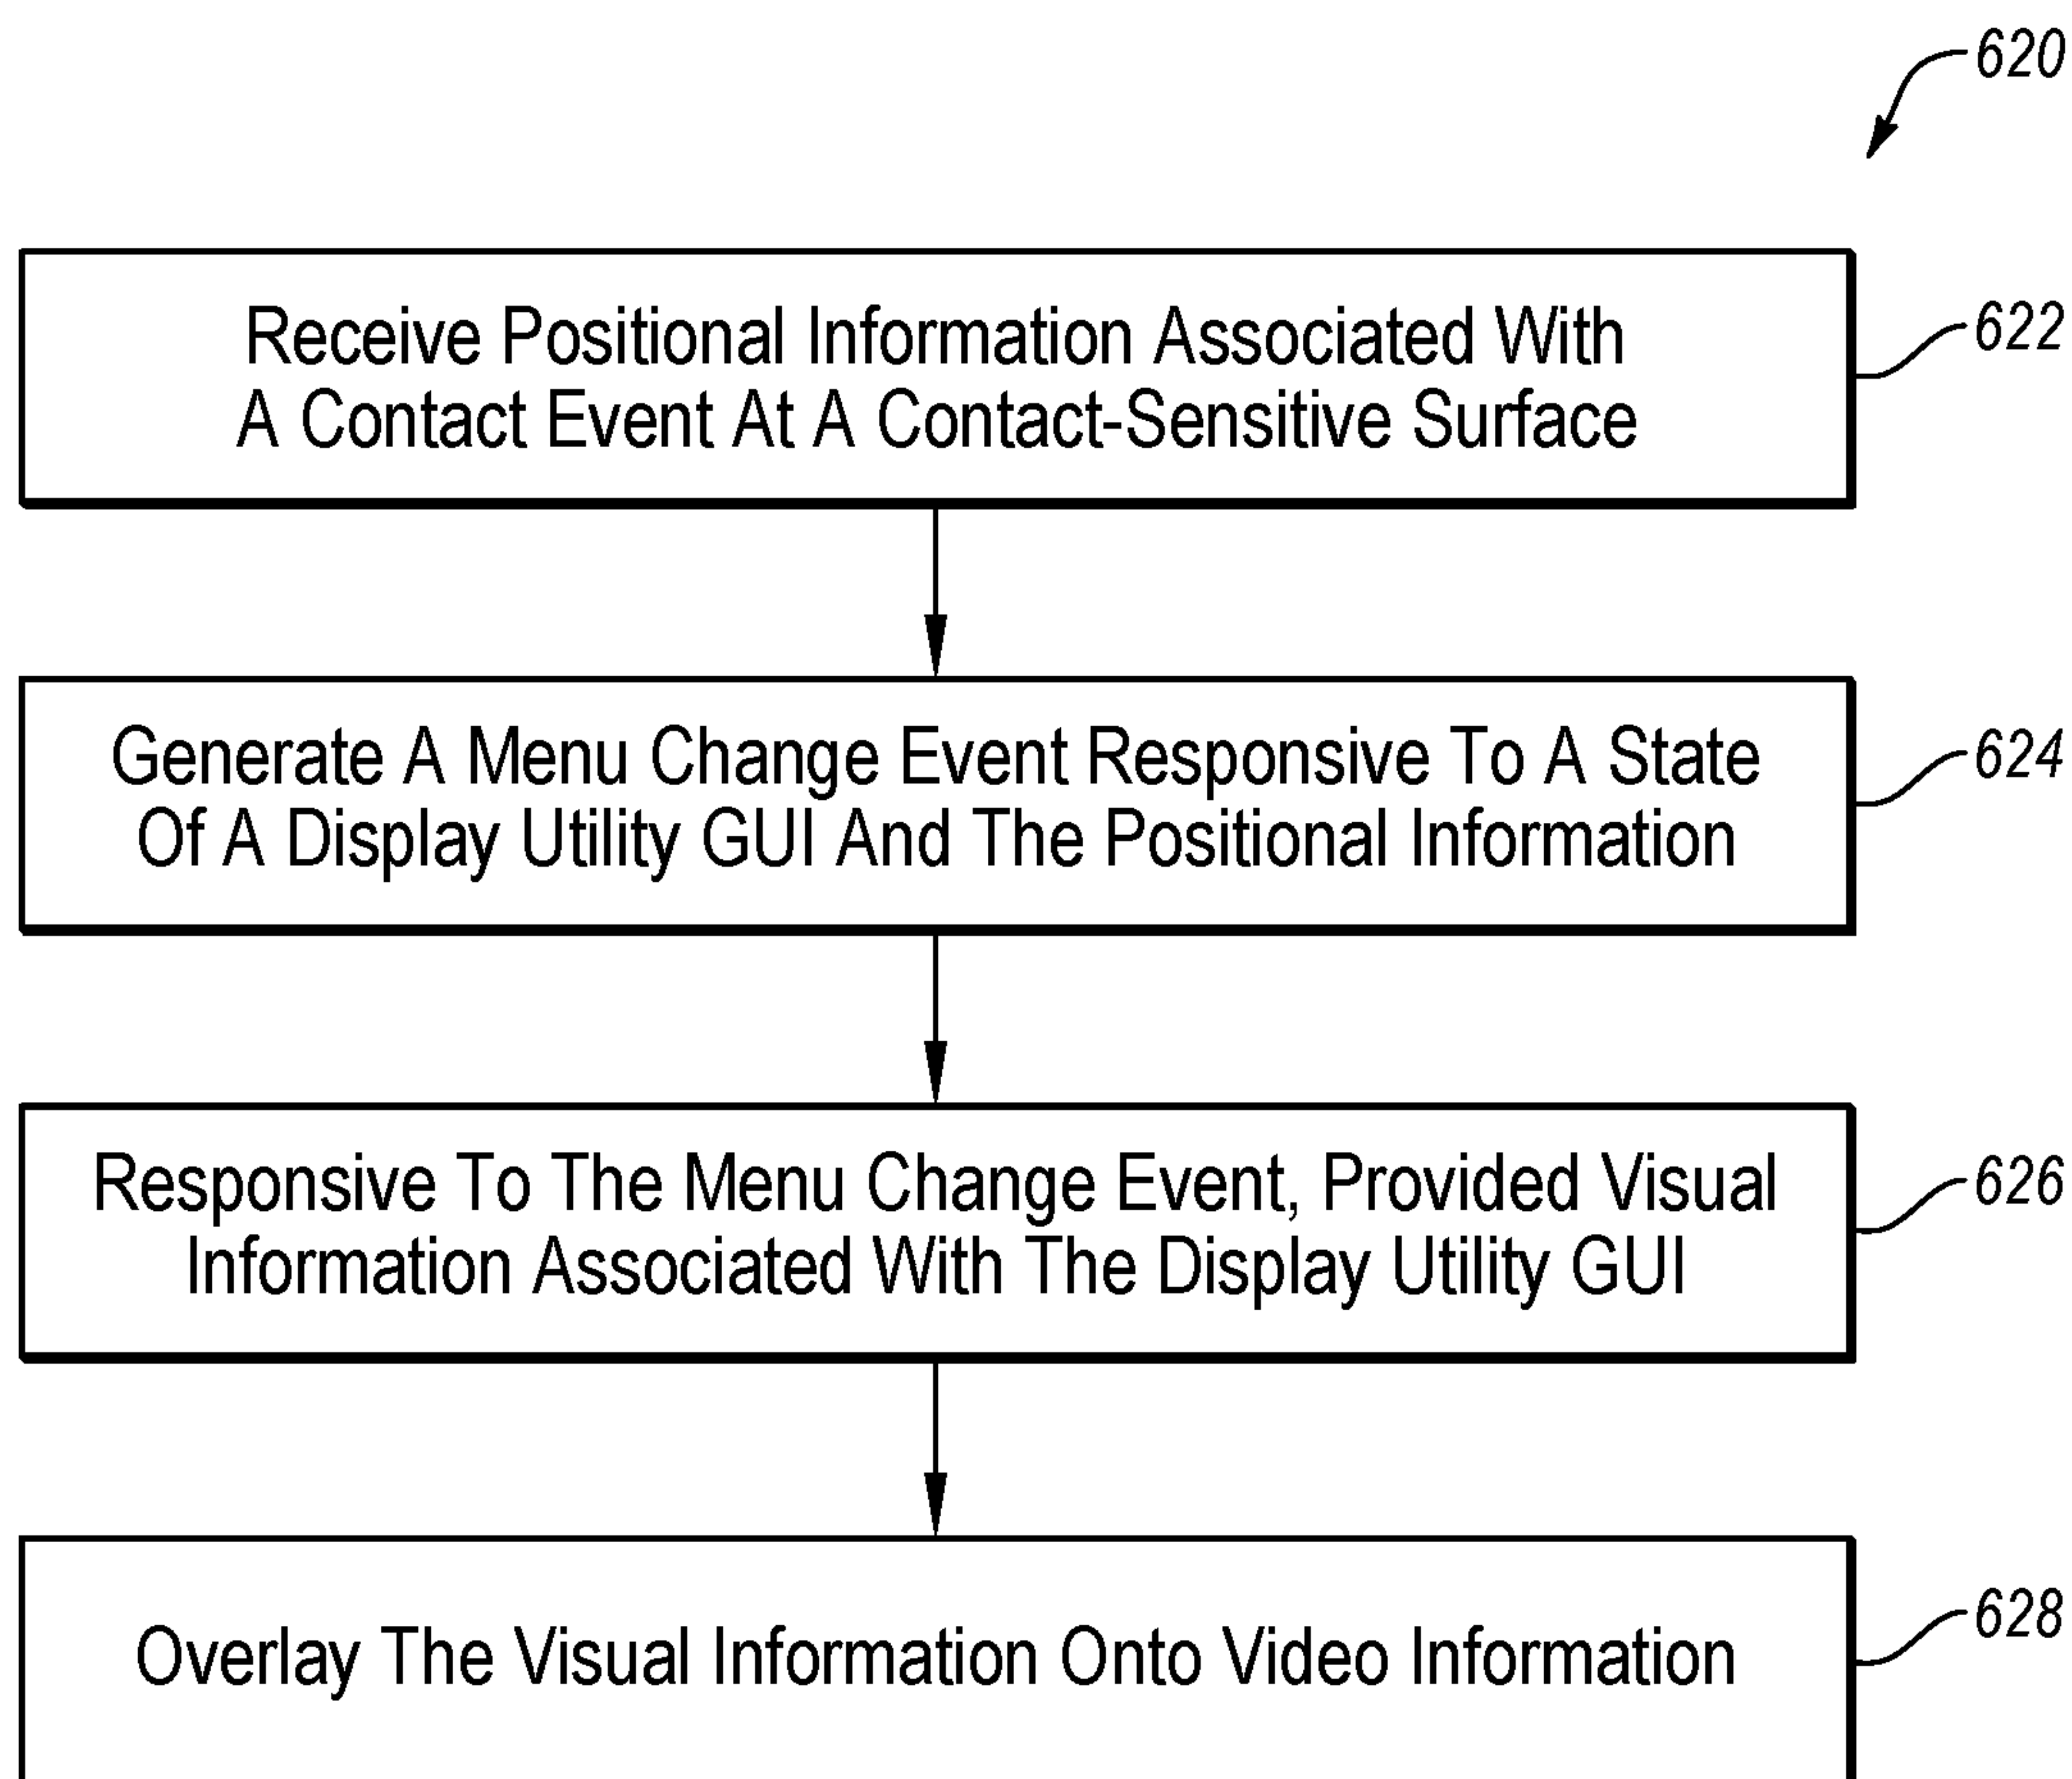 620
Receive Positional Information Associated With
A Contact Event At A Contact-Sensitive Surface
622
Generate A Menu Change Event Responsive To A State
Of A Display Utility GUI And The Positional Information
624
Responsive To The Menu Change Event, Provided Visual
Information Associated With The Display Utility GUI
626
Overlay The Visual Information Onto Video Information
628